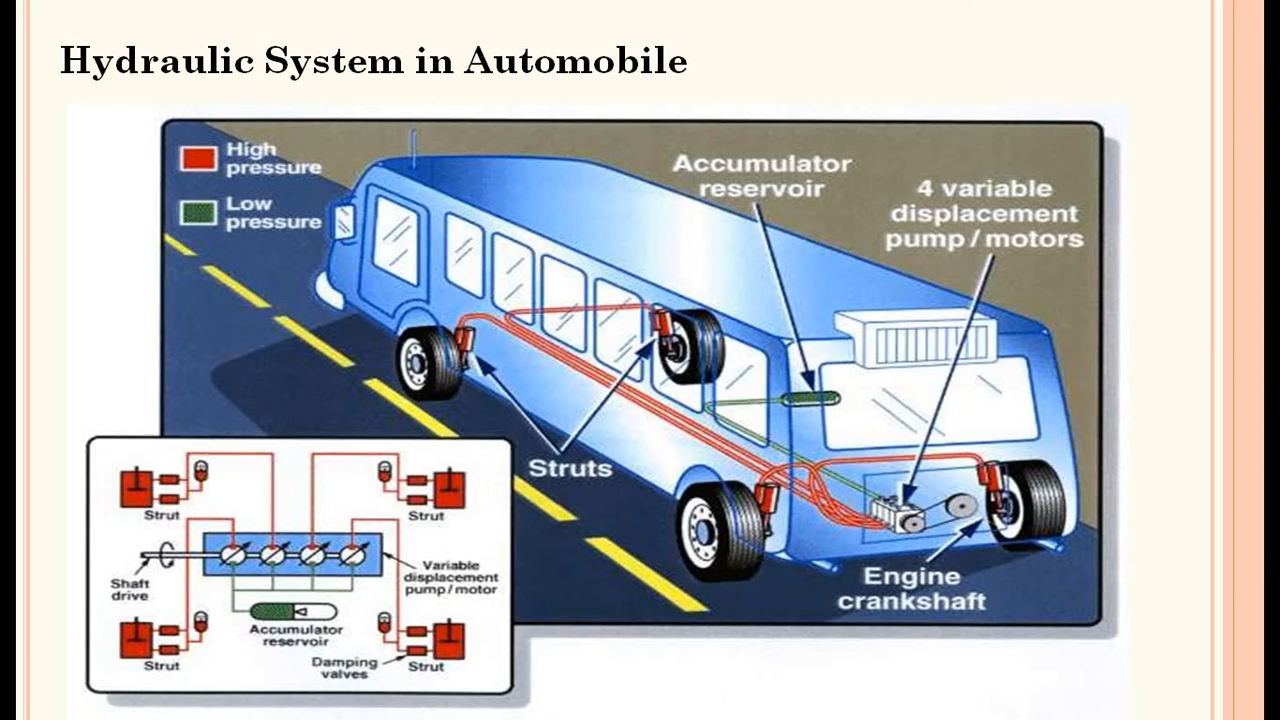 Hydraulic System in Automobile
High
pressure
Low
pressure
Accumulator
reservoir
4 variable
displacement
pump / motors
Struts
Engine
crankshaft
Strut
Strut
Shaft
drive
Variable
displacement
pump / motor
Accumulator
reservoir
Strut
Damping
valves
Strut